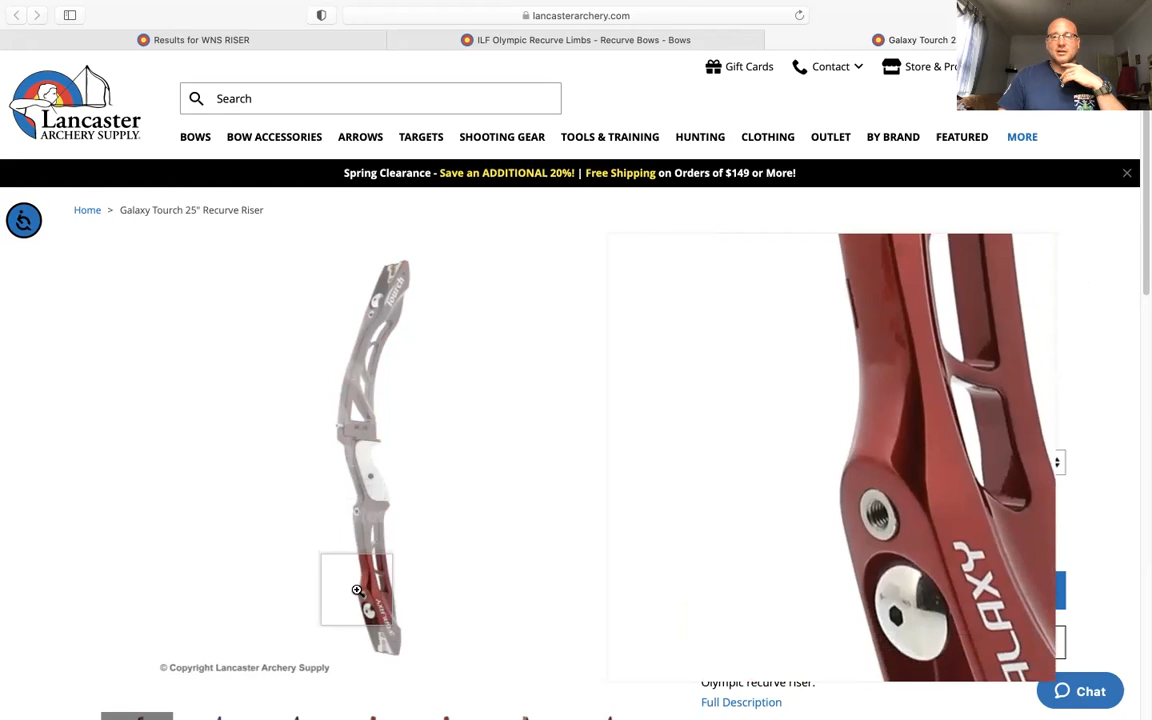 lancasterarchery.com
Results for WNS RISER
ILF Olympic Recurve Limbs - Recurve Bows - Bows
Galaxy Tourch 2
Gift Cards
Contact
Store & Pro
Lancaster
ARCHERY SUPPLY
Search
BOWS
BOW ACCESSORIES
ARROWS
TARGETS
SHOOTING GEAR
TOOLS & TRAINING
HUNTING
CLOTHING
OUTLET
BY BRAND
FEATURED
MORE
Spring Clearance - Save an ADDITIONAL 20%! | Free Shipping on Orders of $149 or More!
Home > Galaxy Tourch 25" Recurve Riser
Tourch
GALAXY
ALAXY
© Copyright Lancaster Archery Supply
Olympic recurve riser.
Full Description
Chat